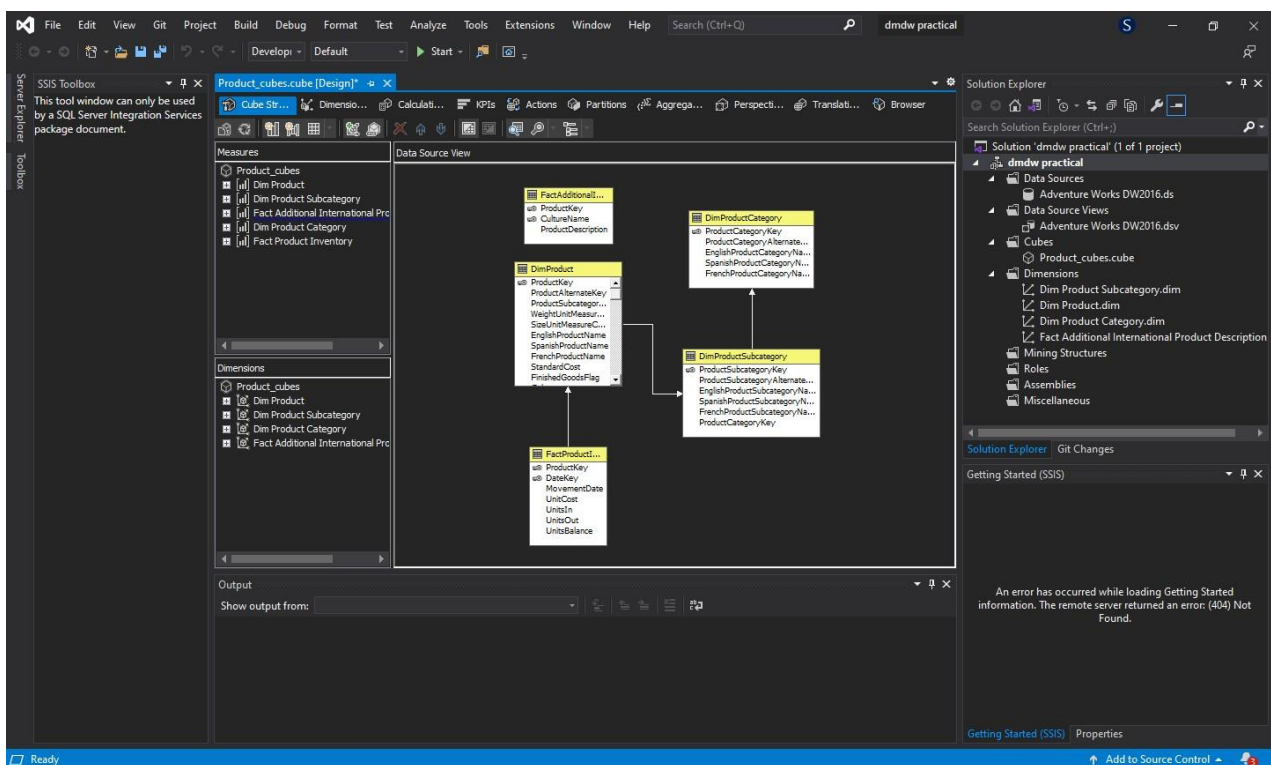 File Edit View Git Project Build Debug Format Test Analyze Tools Extensions Window Help Search (Ctrl+Q) dmdw practical S
Develop Default Start
Server Explorer
Toolbox
SSIS Toolbox
This tool window can only be used
by a SQL Server Integration Services
package document.
Product_cubes.cube [Design]*
Cube Str... Dimensio... Calculati... KPIs Actions Partitions Aggrega... Perspecti... Translati... Browser
Measures
Product_cubes
Dim Product
Dim Product Subcategory
Fact Additional International Prc
Dim Product Category
Fact Product Inventory
Dimensions
Product_cubes
Dim Product
Dim Product Subcategory
Dim Product Category
Fact Additional International Prc
Data Source View
FactAdditionalI...
ProductKey
CultureName
ProductDescription
DimProduct
ProductKey
ProductAlternateKey
ProductSubcategor...
WeightUnitMeasur...
SizeUnitMeasureC...
EnglishProductName
SpanishProductName
FrenchProductName
StandardCost
FinishedGoodsFlag
FactProductI...
ProductKey
DateKey
MovementDate
UnitCost
UnitsIn
UnitsOut
UnitsBalance
DimProductCategory
ProductCategoryKey
ProductCategoryAlternate...
EnglishProductCategoryNa...
SpanishProductCategoryN...
FrenchProductCategoryNa...
DimProductSubcategory
ProductSubcategoryKey
ProductSubcategoryAlternate...
EnglishProductSubcategoryNa...
SpanishProductSubcategoryN...
FrenchProductSubcategoryNa...
ProductCategoryKey
Output
Show output from:
Solution Explorer
Search Solution Explorer (Ctrl+;)
Solution 'dmdw practical' (1 of 1 project)
dmdw practical
Data Sources
Adventure Works DW2016.ds
Data Source Views
Adventure Works DW2016.dsv
Cubes
Product_cubes.cube
Dimensions
Dim Product Subcategory.dim
Dim Product.dim
Dim Product Category.dim
Fact Additional International Product Description
Mining Structures
Roles
Assemblies
Miscellaneous
Solution Explorer Git Changes
Getting Started (SSIS)
An error has occurred while loading Getting Started
information. The remote server returned an error: (404) Not
Found.
Getting Started (SSIS) Properties
Ready Add to Source Control 3